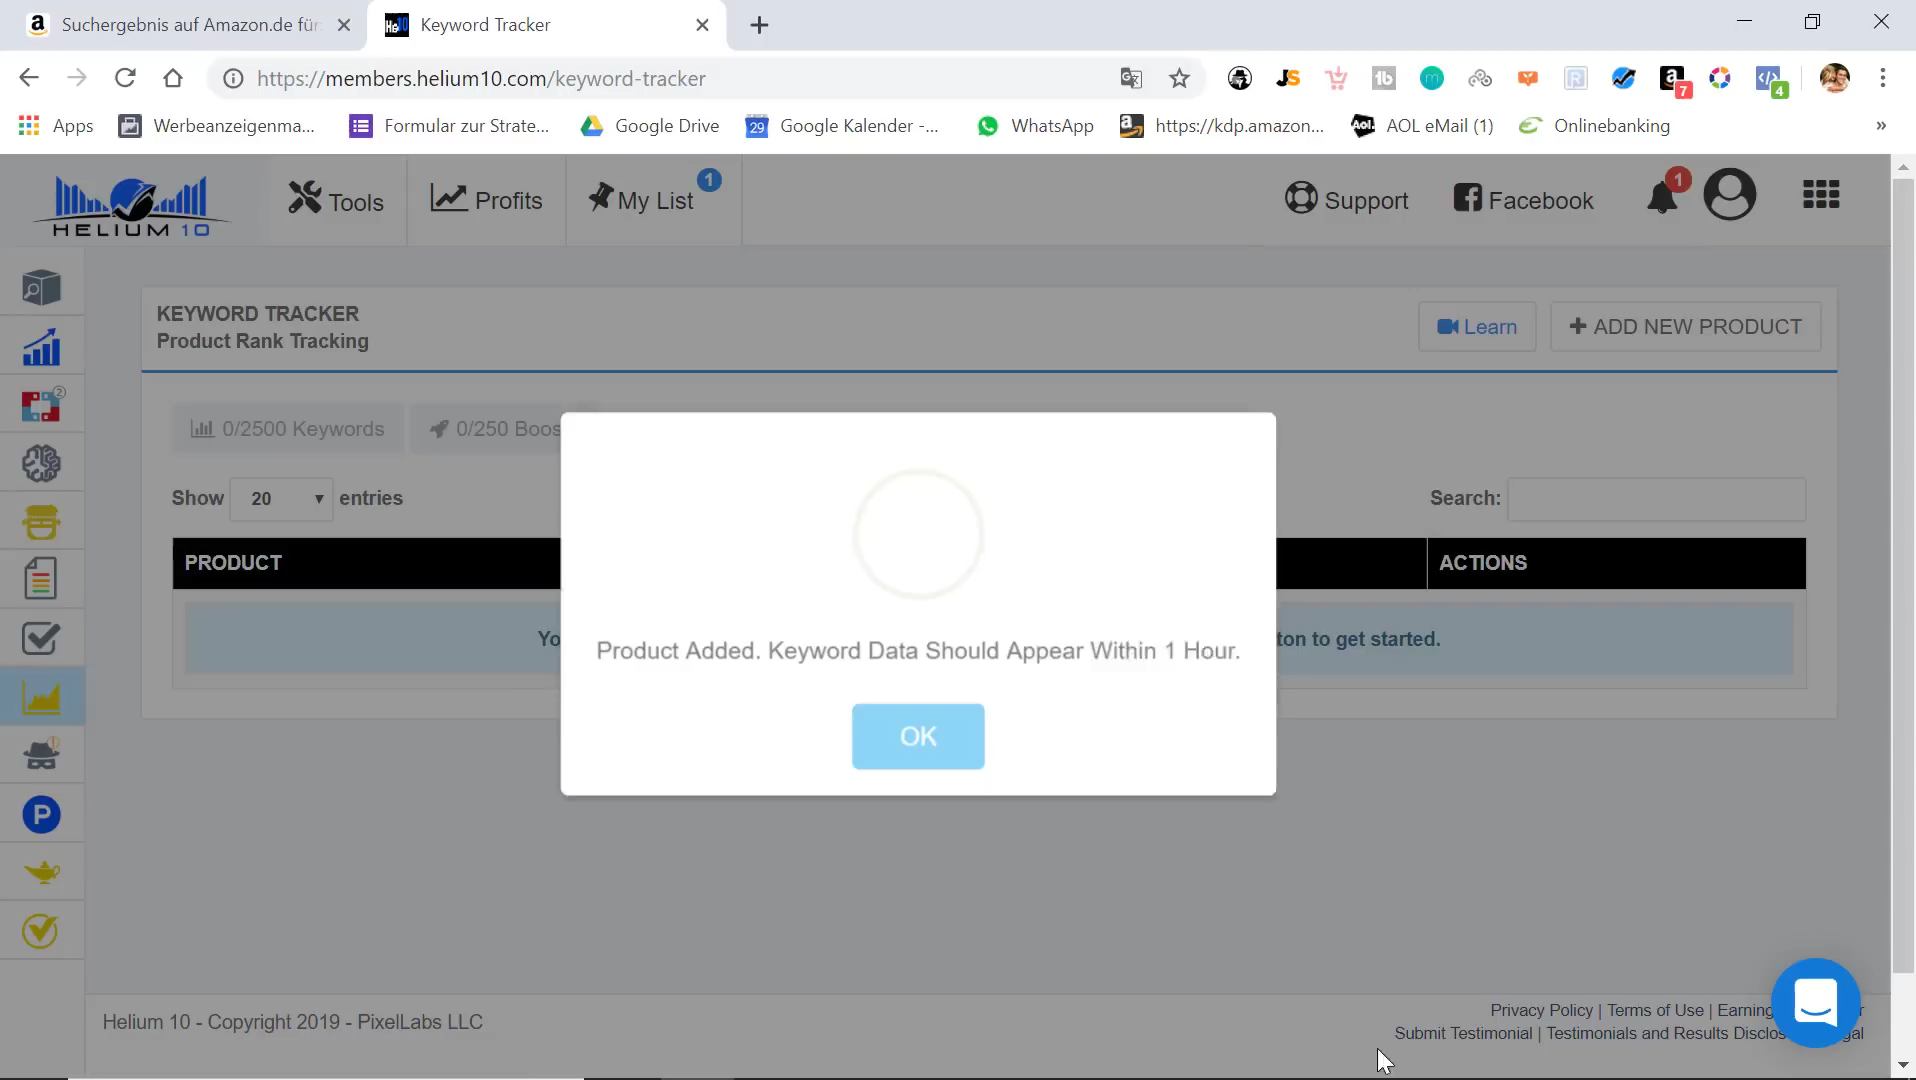 Suchergebnis auf Amazon.de für
Keyword Tracker
https://members.helium10.com/keyword-tracker
7
4
Apps
Werbeanzeigenma...
Formular zur Strate...
29
Google Drive
Google Kalender -...
WhatsApp
https://kdp.amazon...
Aol.
AOL eMail (1)
Onlinebanking
»
HELIUM 10
Tools
Profits
My List
1
Support
Facebook
1
KEYWORD TRACKER
Product Rank Tracking
Learn
+ ADD NEW PRODUCT
0/2500 Keywords
0/250 Boos
Show 20 entries
Search:
PRODUCT
ACTIONS
Yo
ton to get started.
Product Added. Keyword Data Should Appear Within 1 Hour.
OK
Helium 10 - Copyright 2019 - PixelLabs LLC
Privacy Policy | Terms of Use | Earning
Submit Testimonial | Testimonials and Results Disclos